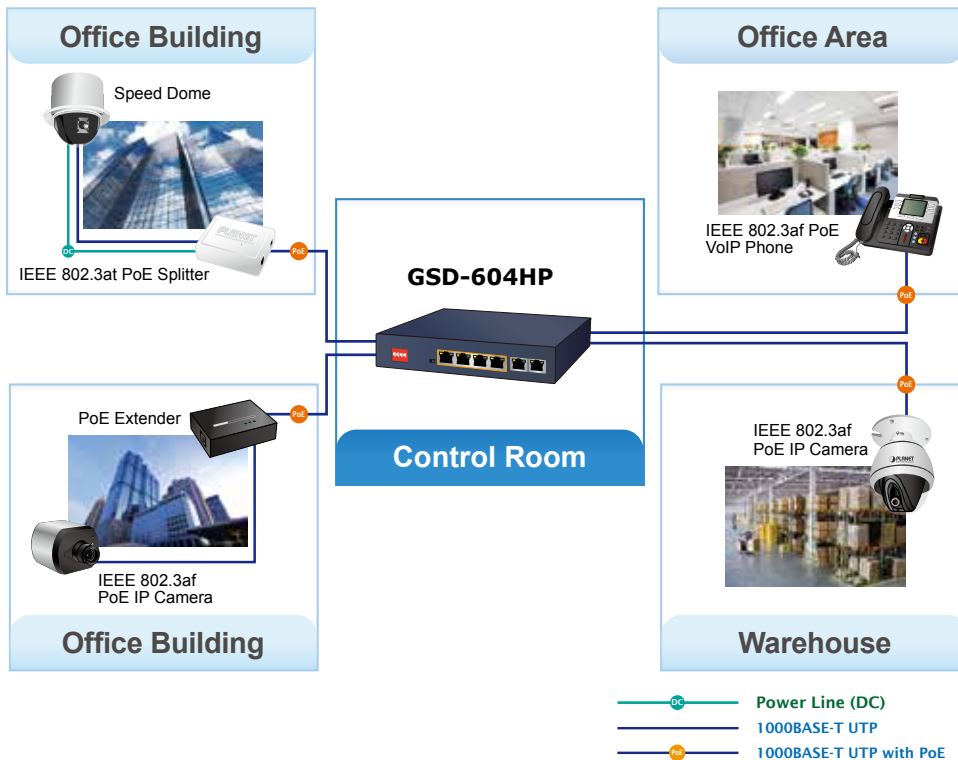 Office Building
Speed Dome
PLANET
DC
PoE
IEEE 802.3at PoE Splitter
Office Area
IEEE 802.3af PoE
VoIP Phone
PoE
GSD-604HP
Control Room
PoE Extender
PoE
IEEE 802.3af
PoE IP Camera
Office Building
PoE
IEEE 802.3af
PoE IP Camera
PLANET
Warehouse
DC
Power Line (DC)
1000BASE-T UTP
PoE
1000BASE-T UTP with PoE